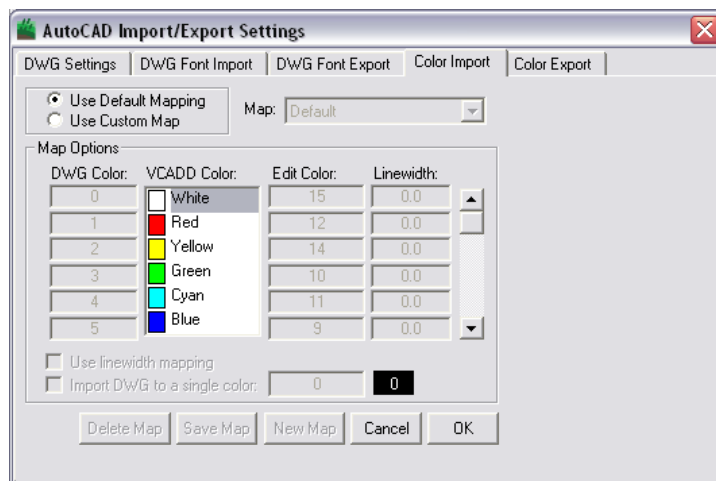 AutoCAD Import/Export Settings
DWG Settings DWG Font Import DWG Font Export Color Import Color Export
Use Default Mapping
Use Custom Map
Map: Default
Map Options
DWG Color: VCADD Color: Edit Color: Linewidth:
0 White 15 0.0
1 Red 12 0.0
2 Yellow 14 0.0
3 Green 10 0.0
4 Cyan 11 0.0
5 Blue 9 0.0
Use linewidth mapping
Import DWG to a single color: 0 0
Delete Map Save Map New Map Cancel OK